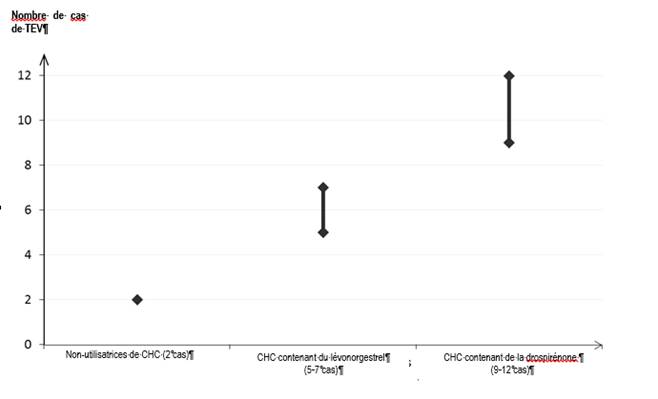 Nombre de cas
de TEV¶
12
10
8
6
4
2
0
Non-utilisatrices de CHC (2°cas)¶
CHC contenant du lévonorgestrel¶
(5-7°cas)¶
;
CHC contenant de la drospirénone ¶
(9-12°cas)¶